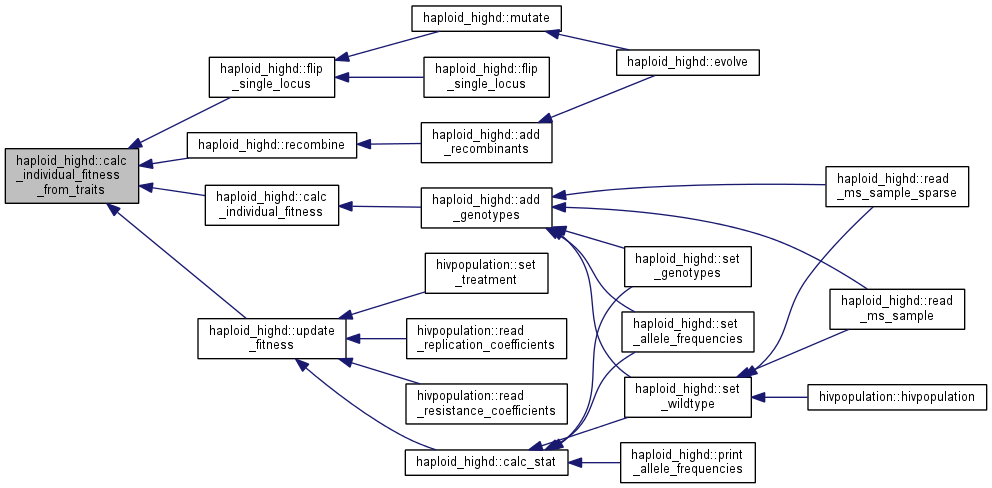 haploid_highd::calc
_individual_fitness
_from_traits
haploid_highd::flip
_single_locus
haploid_highd::mutate
haploid_highd::evolve
haploid_highd::flip
_single_locus
haploid_highd::recombine
haploid_highd::add
_recombinants
haploid_highd::calc
_individual_fitness
haploid_highd::add
_genotypes
haploid_highd::read
_ms_sample_sparse
haploid_highd::set
_genotypes
haploid_highd::read
_ms_sample
haploid_highd::set
_allele_frequencies
haploid_highd::set
_wildtype
hivpopulation::hivpopulation
haploid_highd::update
_fitness
hivpopulation::set
_treatment
hivpopulation::read
_replication_coefficients
hivpopulation::read
_resistance_coefficients
haploid_highd::calc_stat
haploid_highd::print
_allele_frequencies